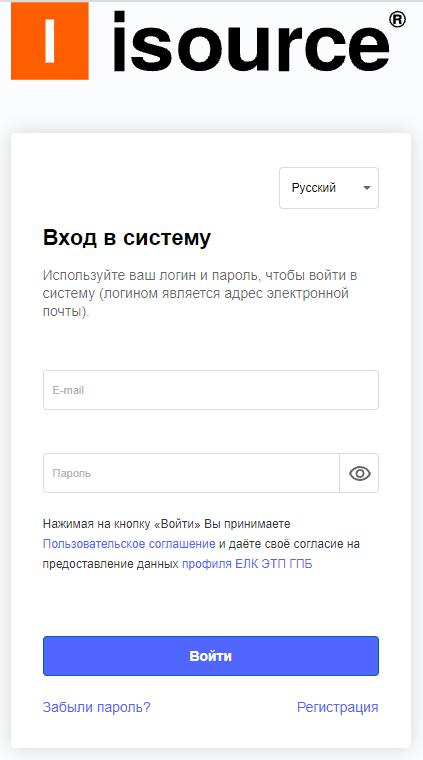 isource®
Русский
Вход в систему
Используйте ваш логин и пароль, чтобы войти в
систему (логином является адрес электронной
почты).
E-mail
Пароль
Нажимая на кнопку «Войти» Вы принимаете
Пользовательское соглашение и даёте своё согласие на
предоставление данных профиля ЕЛК ЭТП ГПБ
Войти
Забыли пароль? Регистрация